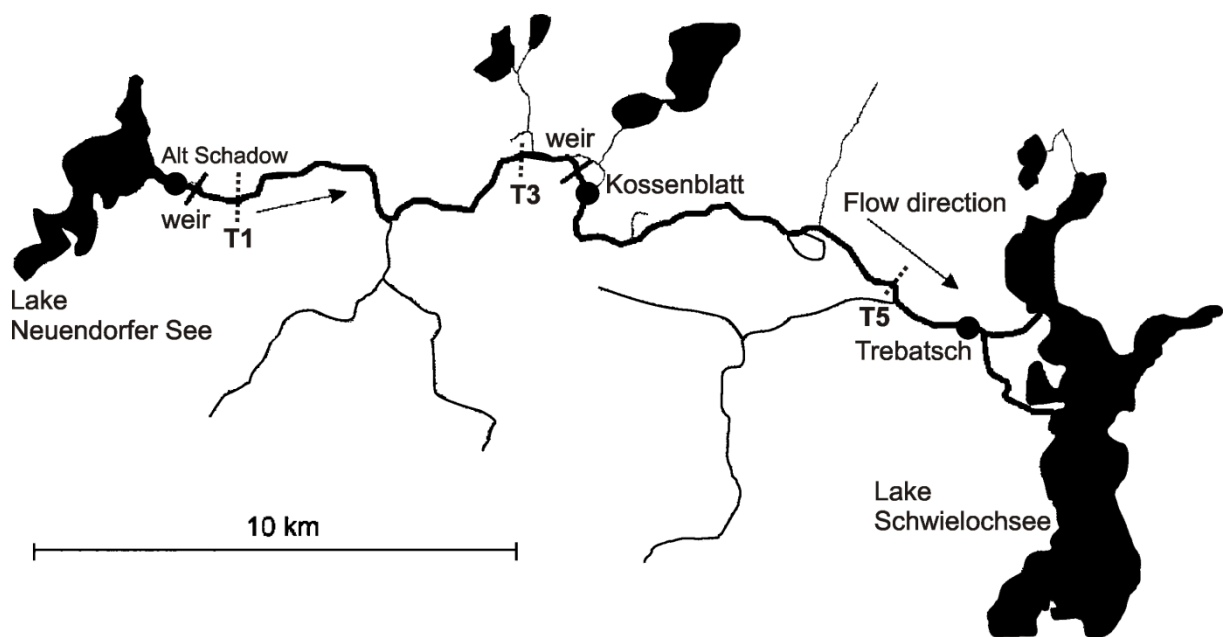 weir
Alt Schadow
weir
T1
T3
Kossenblatt
Flow direction
Lake
Neuendorfer See
T5
Trebatsch
Lake
Schwielochsee
10 km